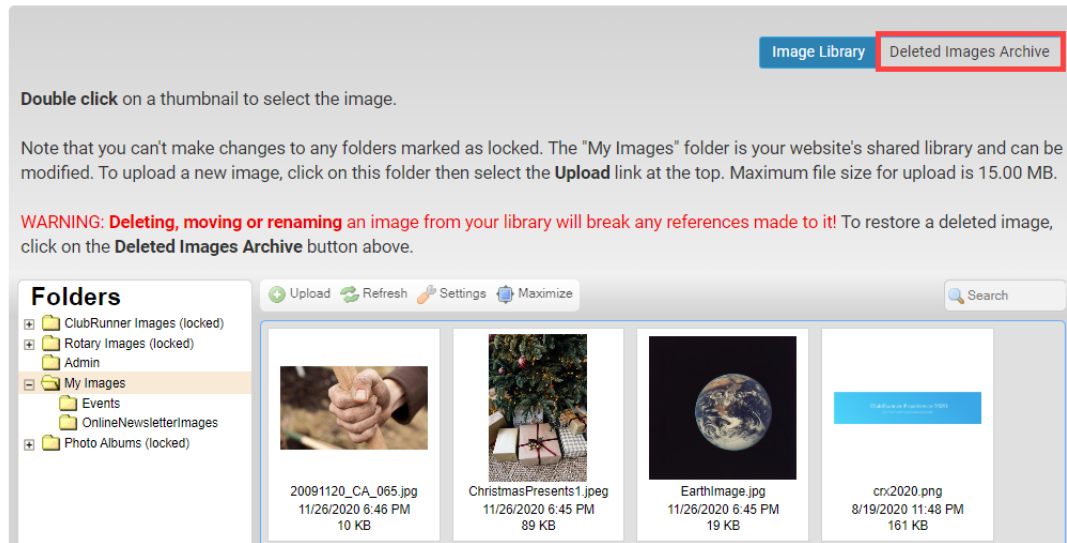 Image Library Deleted Images Archive
Double click on a thumbnail to select the image.
Note that you can't make changes to any folders marked as locked. The "My Images" folder is your website's shared library and can be
modified. To upload a new image, click on this folder then select the Upload link at the top. Maximum file size for upload is 15.00 MB.
WARNING: Deleting, moving or renaming an image from your library will break any references made to it! To restore a deleted image,
click on the Deleted Images Archive button above.
Folders
ClubRunner Images (locked)
Rotary Images (locked)
Admin
My Images
Events
OnlineNewsletterImages
Photo Albums (locked)
Upload Refresh Settings Maximize
Search
20091120_CA_065.jpg
11/26/2020 6:46 PM
10 KB
ChristmasPresents1.jpeg
11/26/2020 6:45 PM
89 KB
EarthImage.jpg
11/26/2020 6:45 PM
19 KB
crx2020.png
8/19/2020 11:48 PM
161 KB